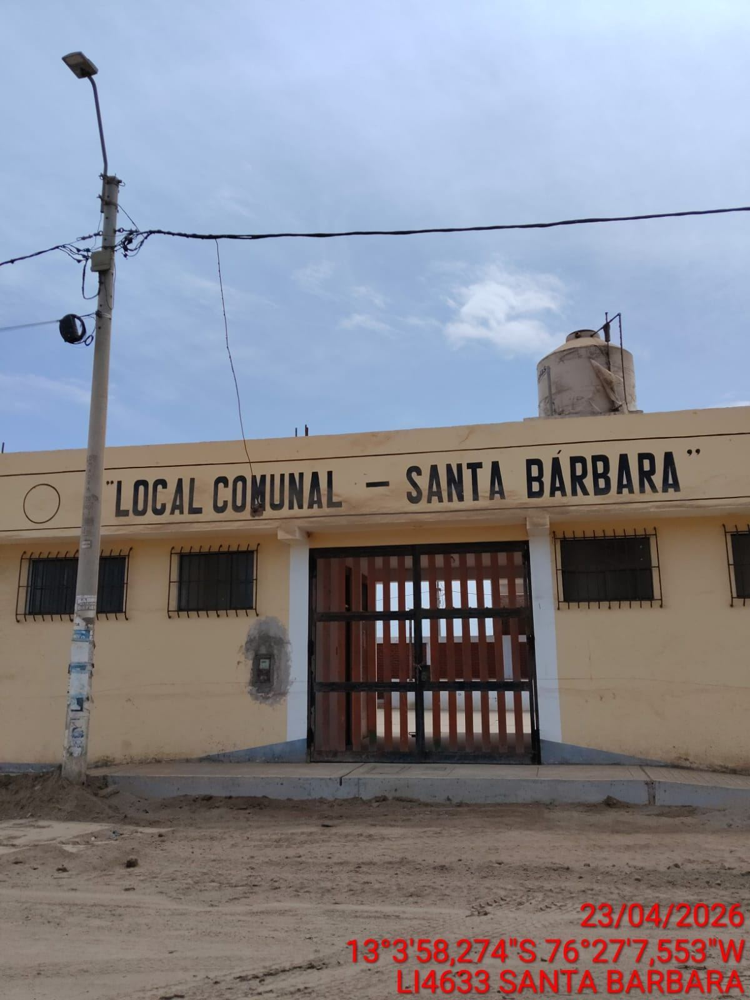 "LOCAL COMUNAL - SANTA BÁRBARA"
23/04/2026
13°3'58,274"S 76°27'7,553"W
LI4633 SANTA BARBARA